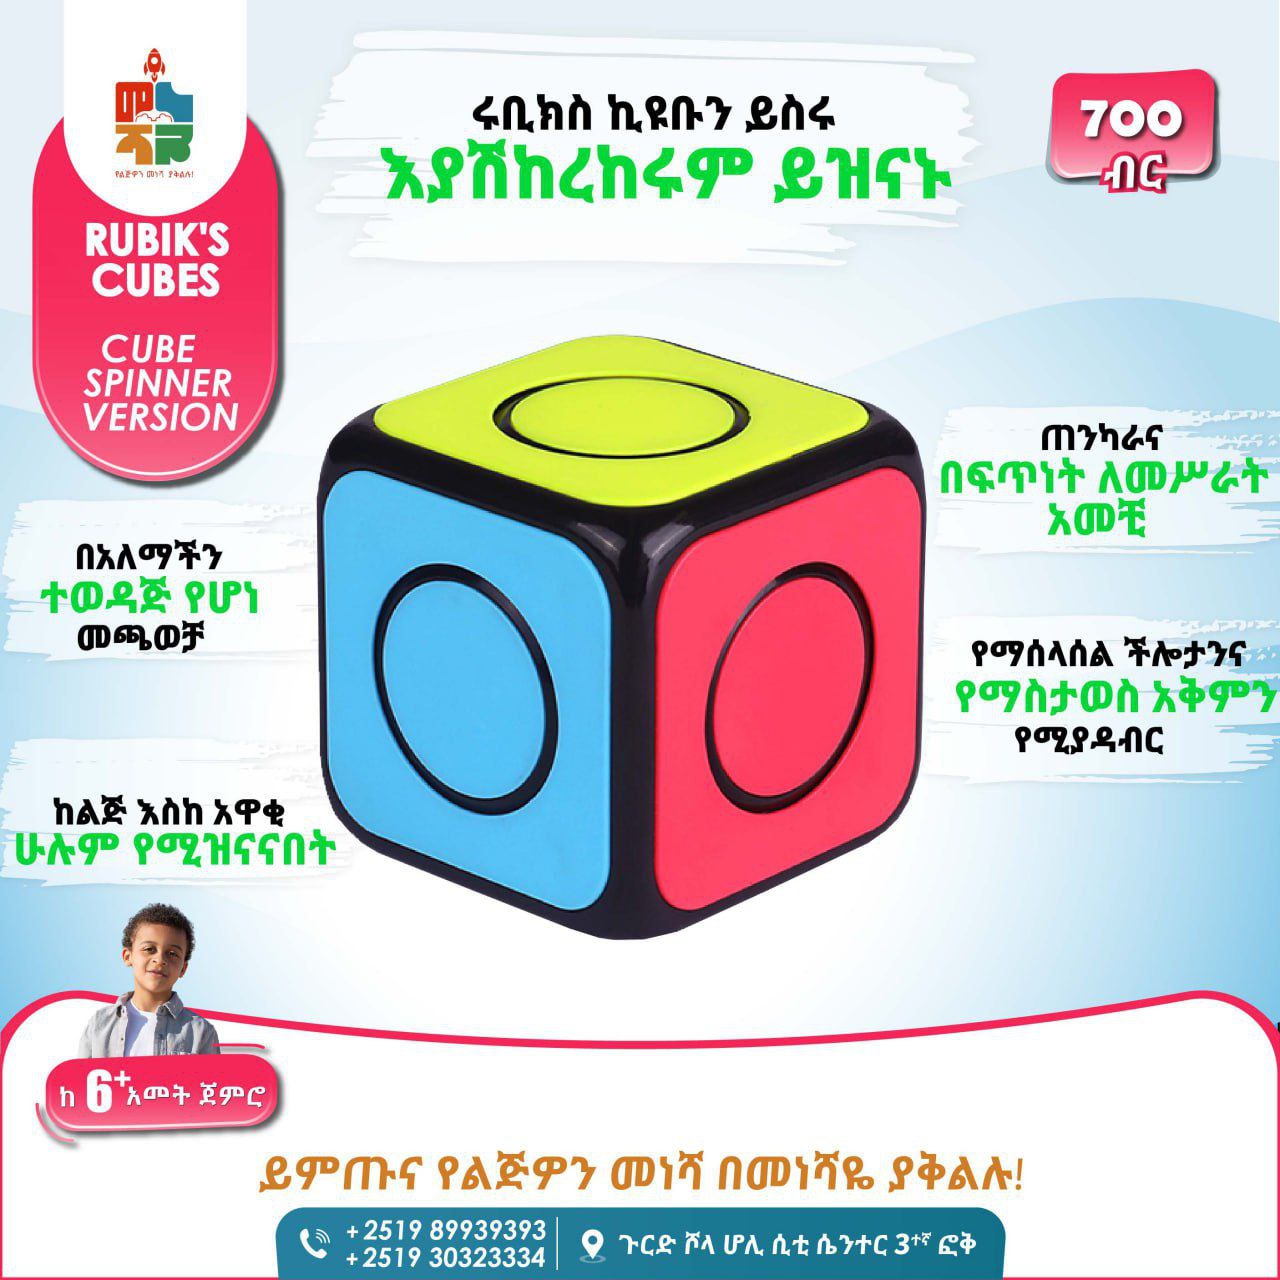 መነሻዬ
የልጅዎን መነሻ ያቅልሉ!
RUBIK'S
CUBES
CUBE
SPINNER
VERSION
ሩቢክስ ኪዩቡን ይስሩ
እያሽከረከሩም ይዝናኑ
700
ብር
በአለማችን
ተወዳጅ የሆነ
መጫወቻ
ከልጅ እስከ አዋቂ
ሁሉም የሚዝናናበት
ጠንካራና
በፍጥነት ለመሥራት
አመቺ
የማሰላሰል ችሎታንና
የማስታወስ አቅምን
የሚያዳብር
ከ 6+ አመት ጀምሮ
ይምጡና የልጅዎን መነሻ በመነሻዬ ያቅልሉ!
+2519 89939393
+2519 30323334
ጉርድ ሾላ ሆሊ ሲቲ ሴንተር 3ተኛ ፎቅ